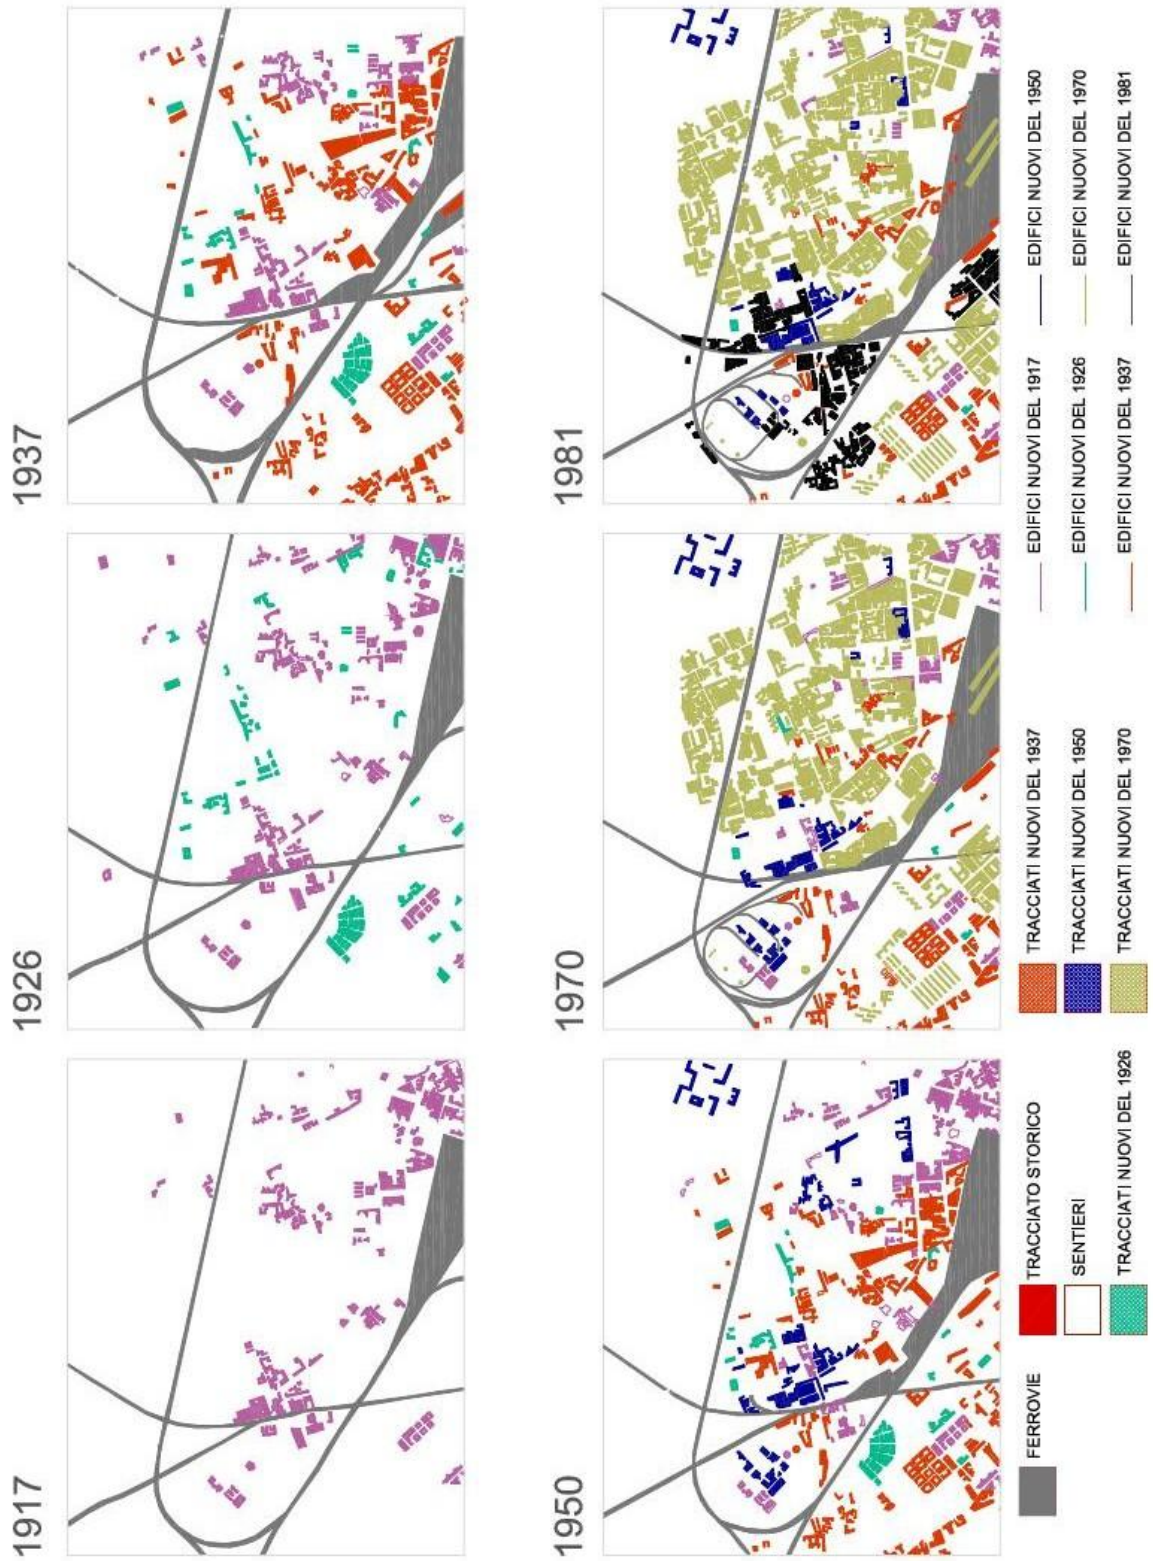 1917
1926
1937
1950
1970
1981
FERROVIE
TRACCIATO STORICO
SENTIERI
TRACCIATI NUOVI DEL 1926
TRACCIATI NUOVI DEL 1937
TRACCIATI NUOVI DEL 1950
TRACCIATI NUOVI DEL 1970
EDIFICI NUOVI DEL 1917
EDIFICI NUOVI DEL 1926
EDIFICI NUOVI DEL 1937
EDIFICI NUOVI DEL 1950
EDIFICI NUOVI DEL 1970
EDIFICI NUOVI DEL 1981